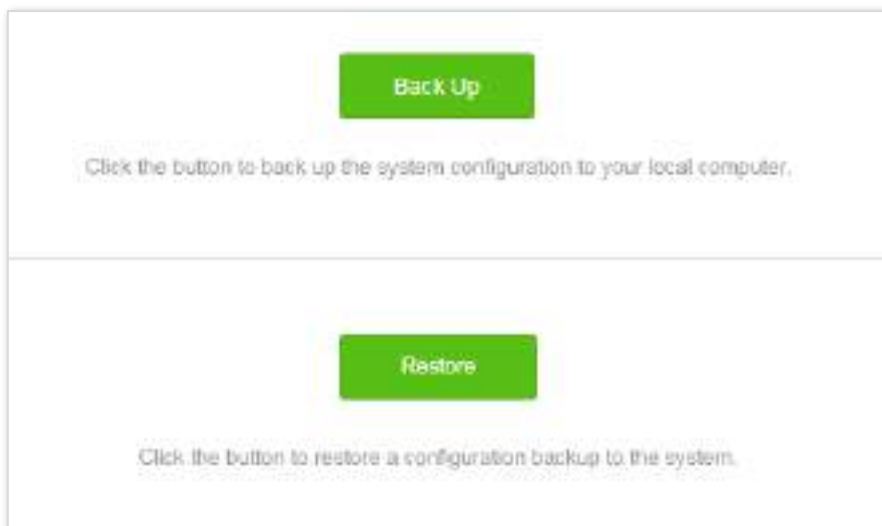 Back Up
Click the button to back up the system configuration to your local computer.
Restore
Click the button to restore a configuration backup to the system.